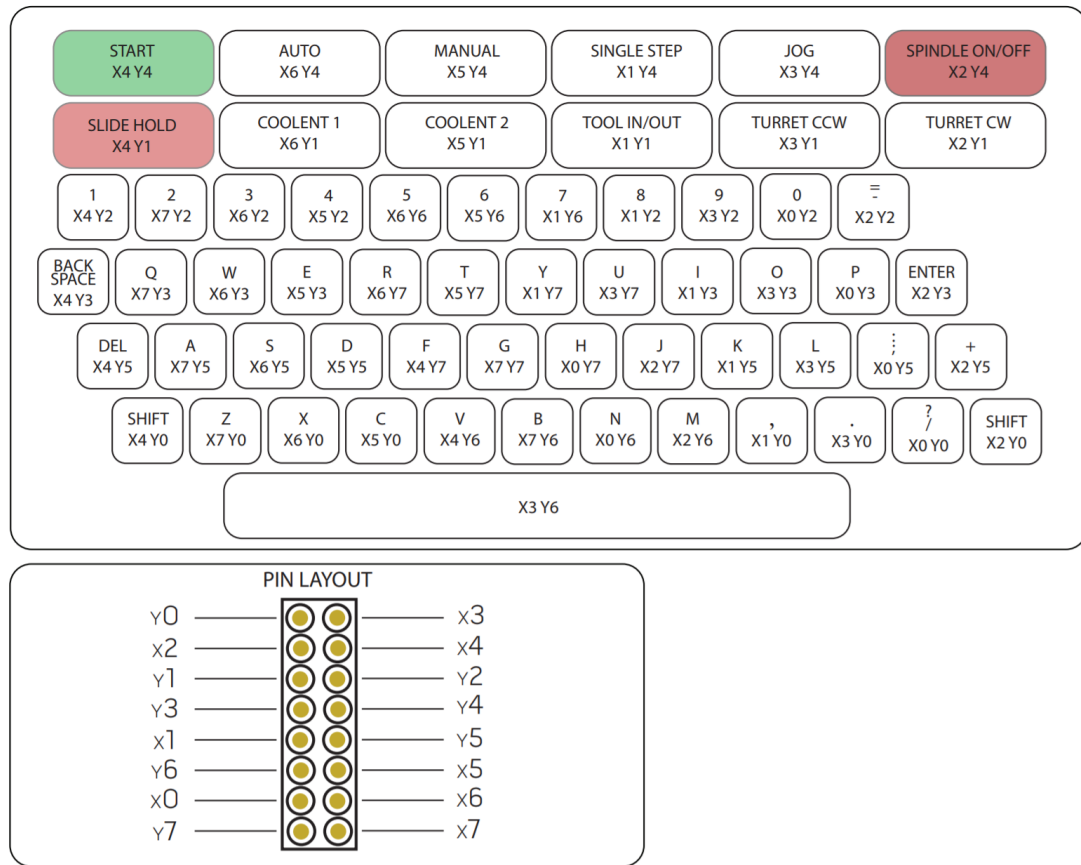 START AUTO MANUAL SINGLE STEP JOG SPINDLE ON/OFF
X4 Y4 X6 Y4 X5 Y4 X1 Y4 X3 Y4 X2 Y4
SLIDE HOLD COOLENT 1 COOLENT 2 TOOL IN/OUT TURRET CCW TURRET CW
X4 Y1 X6 Y1 X5 Y1 X1 Y1 X3 Y1 X2 Y1
1 2 3 4 5 6 7 8 9 0 = -
X4 Y2 X7 Y2 X6 Y2 X5 Y2 X6 Y6 X5 Y6 X1 Y6 X1 Y2 X3 Y2 X0 Y2 X2 Y2
BACK
SPACE Q W E R T Y U I O P ENTER
X4 Y3 X7 Y3 X6 Y3 X5 Y3 X6 Y7 X5 Y7 X1 Y7 X3 Y7 X1 Y3 X3 Y3 X0 Y3 X2 Y3
DEL A S D F G H J K L : ; +
X4 Y5 X7 Y5 X6 Y5 X5 Y5 X4 Y7 X7 Y7 X0 Y7 X2 Y7 X1 Y5 X3 Y5 X0 Y5 X2 Y5
SHIFT Z X C V B N M , . ? / SHIFT
X4 Y0 X7 Y0 X6 Y0 X5 Y0 X4 Y6 X7 Y6 X0 Y6 X2 Y6 X1 Y0 X3 Y0 X0 Y0 X2 Y0
X3 Y6
PIN LAYOUT
Y0 X3
X2 X4
Y1 Y2
Y3 Y4
X1 Y5
Y6 X5
X0 X6
Y7 X7